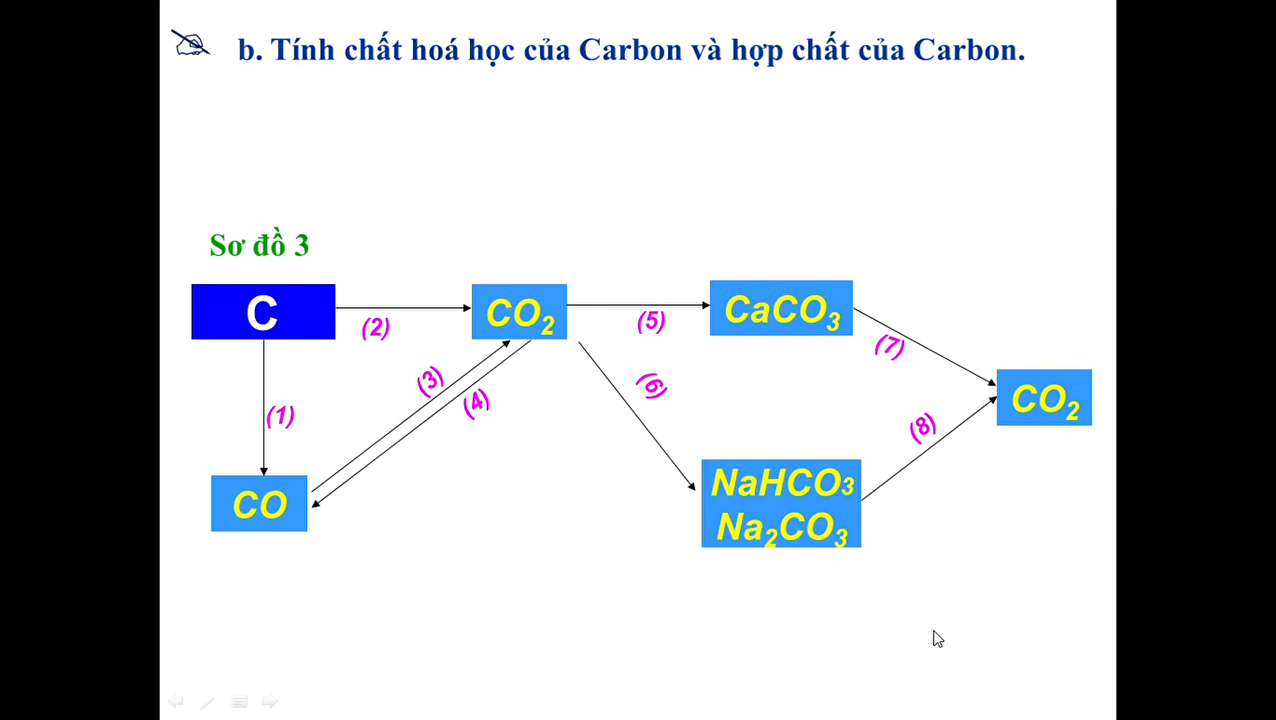 b. Tính chất hoá học của Carbon và hợp chất của Carbon.
Sơ đồ 3
C
(2)
CO₂
(5)
CaCO₃
(7)
(3)
(4)
(6)
CO₂
(1)
(8)
CO
NaHCO₃
Na₂CO₃